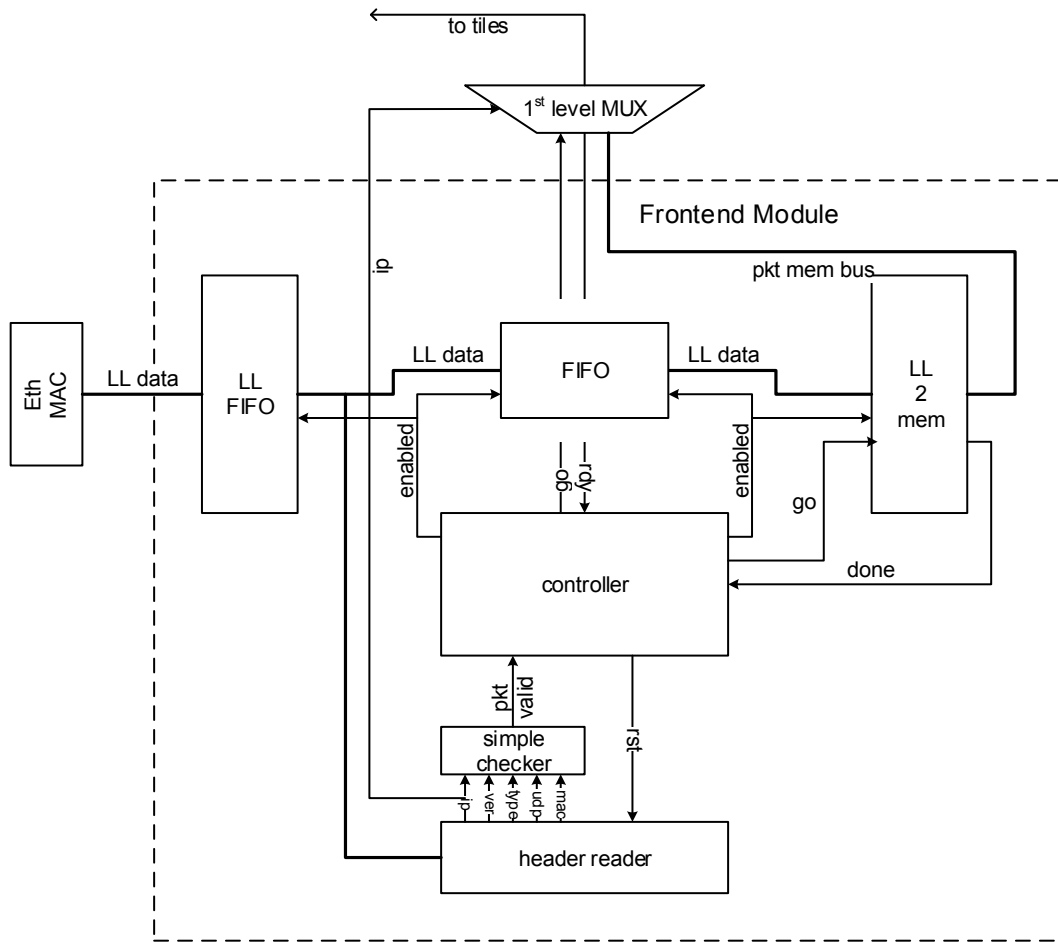 to tiles
1st level MUX
Frontend Module
ip
pkt mem bus
Eth
MAC
LL data
LL
FIFO
LL data
FIFO
LL data
LL
2
mem
enabled
go
rdy
enabled
go
controller
done
pkt
valid
rst
simple
checker
ip
ver
type
udp
mac
header reader